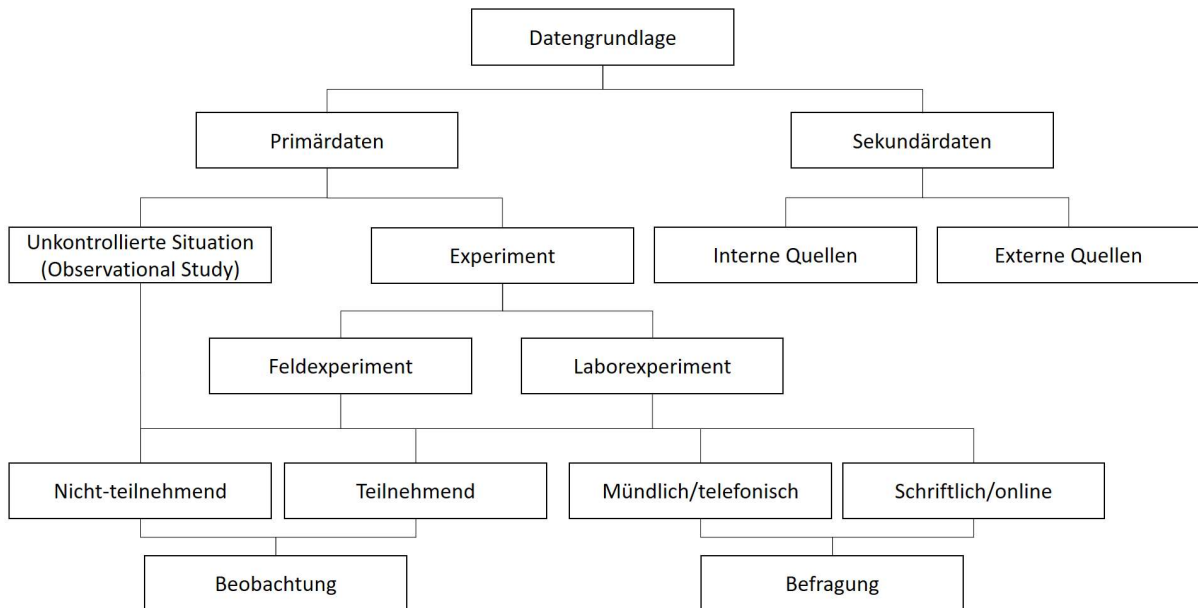 Datengrundlage
Primärdaten
Sekundärdaten
Unkontrollierte Situation
(Observational Study)
Experiment
Interne Quellen
Externe Quellen
Feldexperiment
Laborexperiment
Nicht-teilnehmend
Teilnehmend
Mündlich/telefonisch
Schriftlich/online
Beobachtung
Befragung